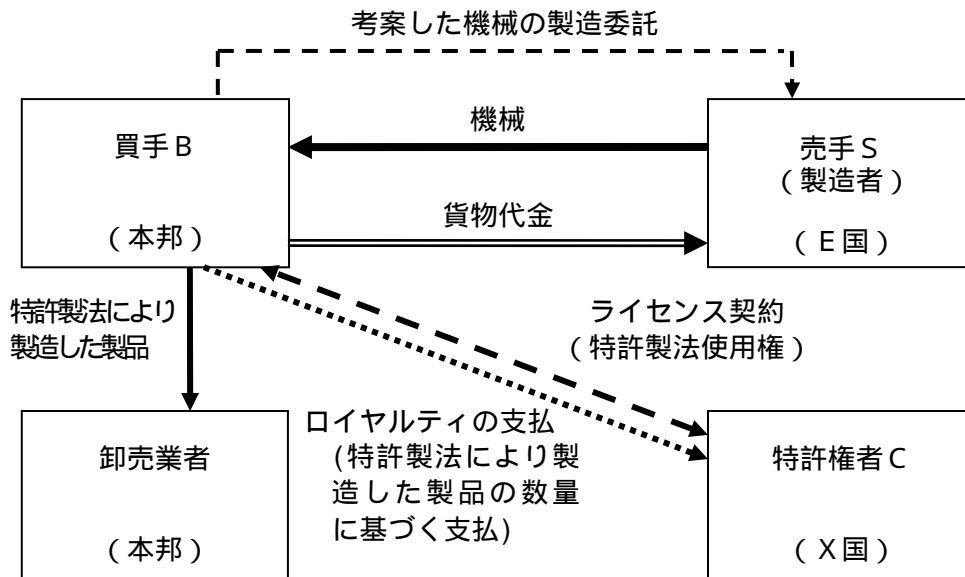 考案した機械の製造委託
買手B
（本邦）
機械
貨物代金
売手S
（製造者）
（E国）
特許製法により
製造した製品
ライセンス契約
（特許製法使用権）
ロイヤルティの支払
(特許製法により製
造した製品の数量
に基づく支払)
卸売業者
（本邦）
特許権者C
（X国）